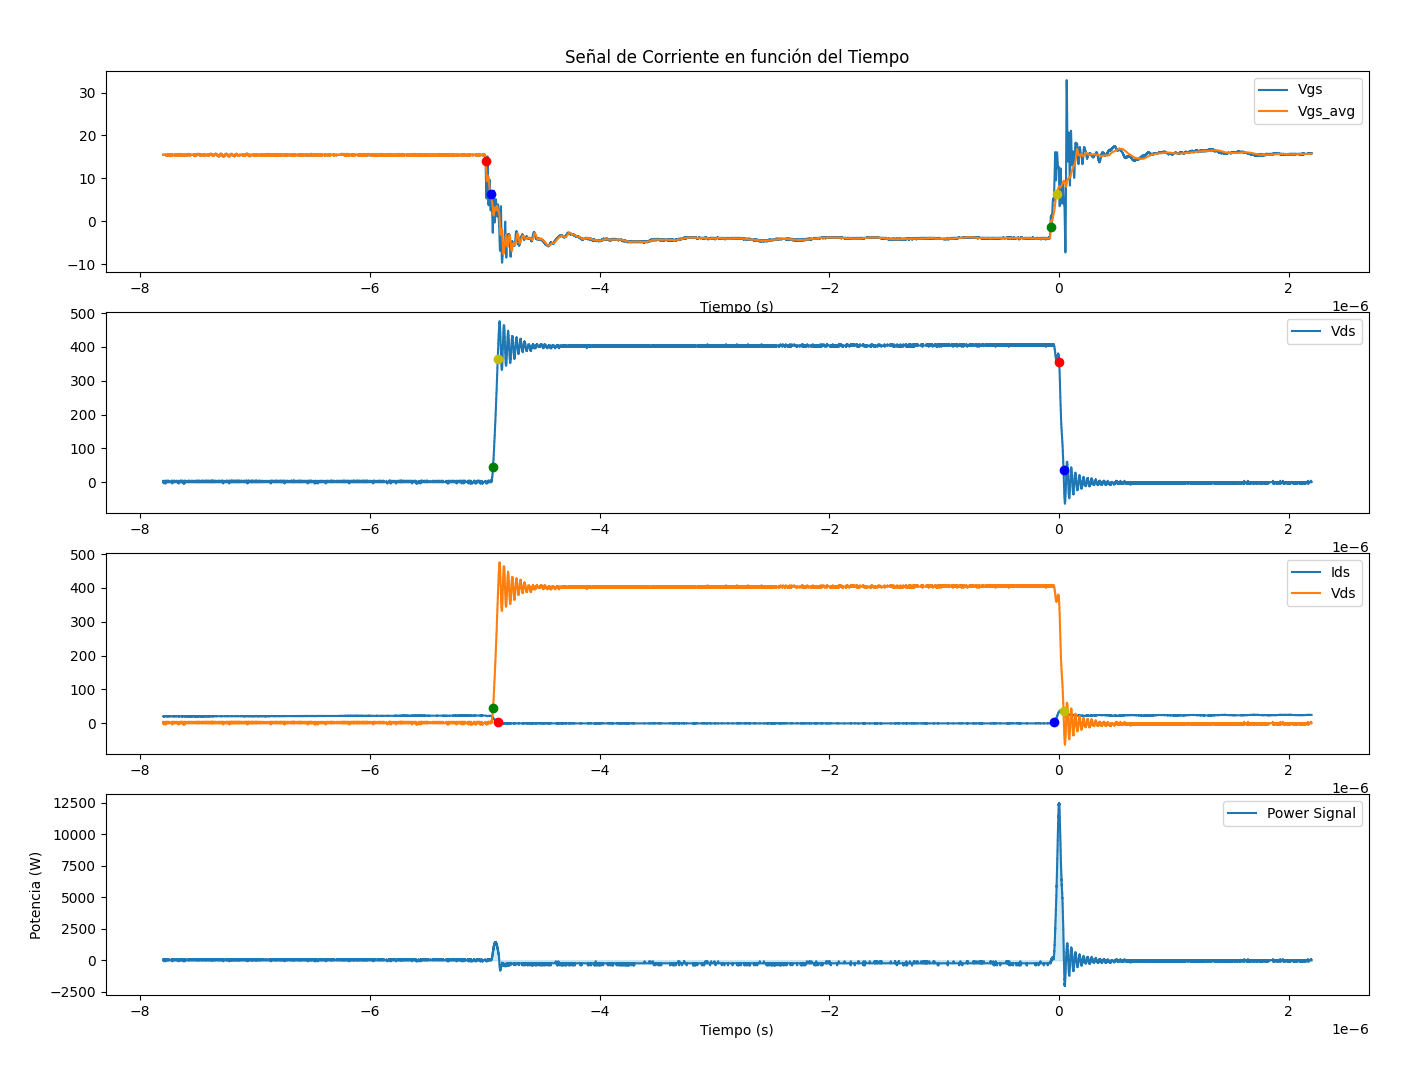 Señal de Corriente en función del Tiempo
30
20
10
0
−10
Vgs
Vgs_avg
−8 −6 −4 −2 0 2
Tiempo (s)
1e−6
500
400
300
200
100
0
Vds
−8 −6 −4 −2 0 2
1e−6
500
400
300
200
100
0
Ids
Vds
−8 −6 −4 −2 0 2
1e−6
Potencia (W)
12500
10000
7500
5000
2500
0
−2500
Power Signal
−8 −6 −4 −2 0 2
Tiempo (s)
1e−6